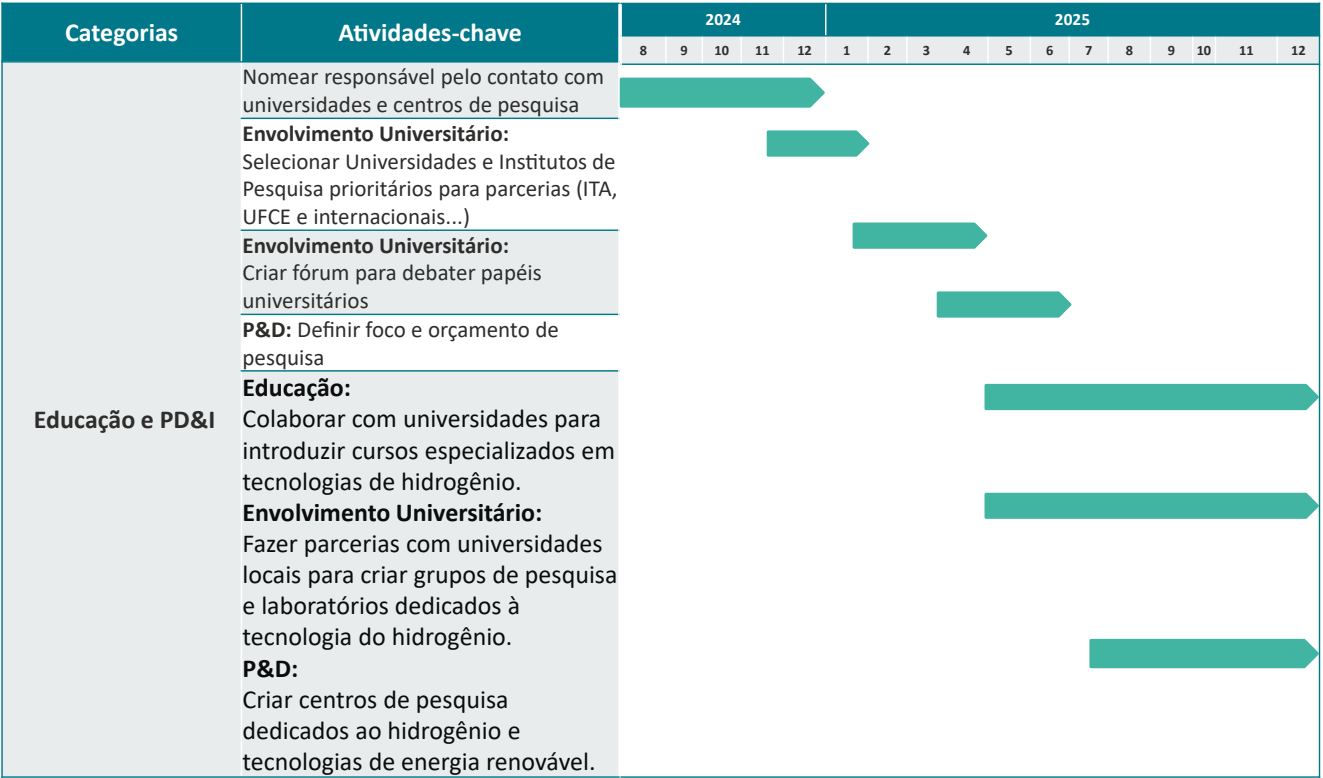 Categorias
Atividades-chave
2024
2025
8 9 10 11 12 1 2 3 4 5 6 7 8 9 10 11 12
Educação e PD&I
Nomear responsável pelo contato com
universidades e centros de pesquisa
Envolvimento Universitário:
Selecionar Universidades e Institutos de
Pesquisa prioritários para parcerias (ITA,
UFCE e internacionais...)
Envolvimento Universitário:
Criar fórum para debater papéis
universitários
P&D: Definir foco e orçamento de
pesquisa
Educação:
Colaborar com universidades para
introduzir cursos especializados em
tecnologias de hidrogênio.
Envolvimento Universitário:
Fazer parcerias com universidades
locais para criar grupos de pesquisa
e laboratórios dedicados à
tecnologia do hidrogênio.
P&D:
Criar centros de pesquisa
dedicados ao hidrogênio e
tecnologias de energia renovável.